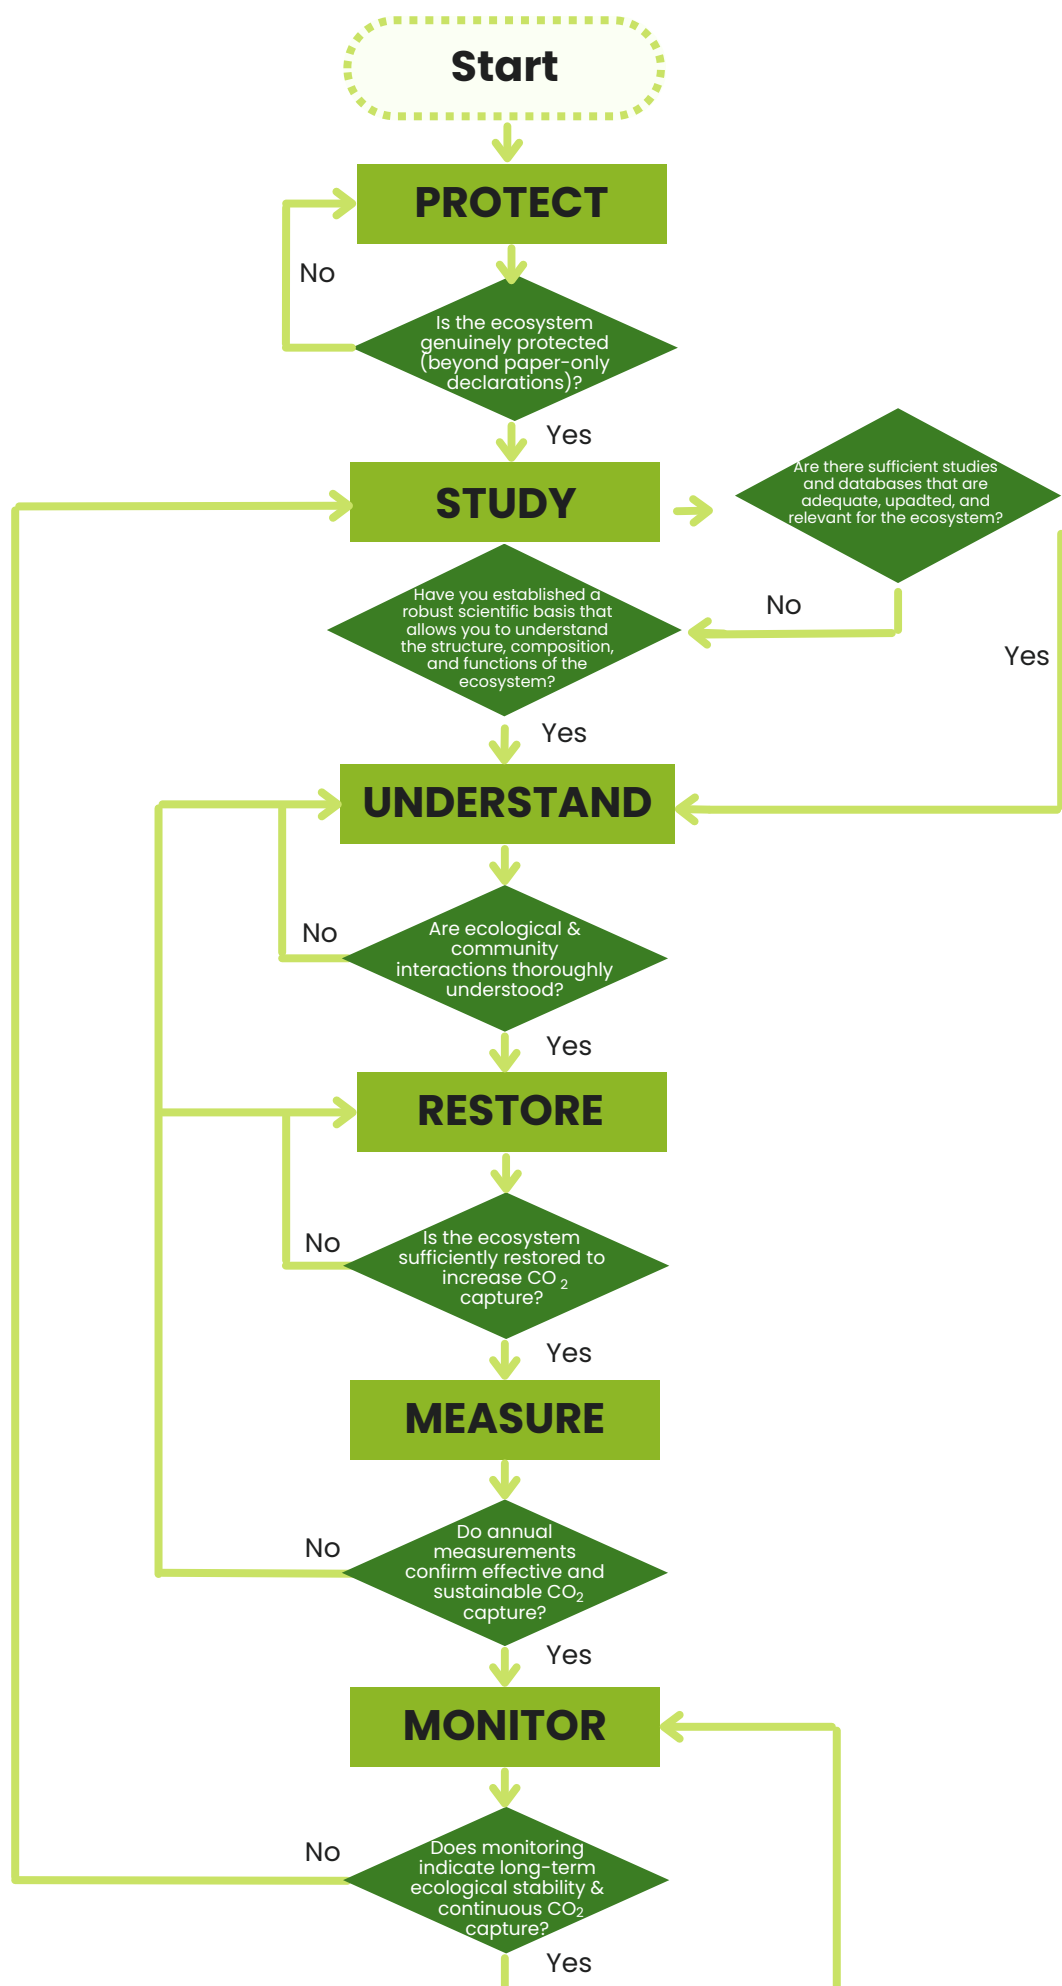 Start
PROTECT
No
Is the ecosystem
genuinely protected
(beyond paper-only
declarations)?
Yes
STUDY
Are there sufficient studies
and databases that are
adequate, upadted, and
relevant for the ecosystem?
No
Yes
Have you established a
robust scientific basis that
allows you to understand
the structure, composition,
and functions of the
ecosystem?
Yes
UNDERSTAND
No
Are ecological &
community
interactions thoroughly
understood?
Yes
RESTORE
No
Is the ecosystem
sufficiently restored to
increase CO 2
capture?
Yes
MEASURE
No
Do annual
measurements
confirm effective and
sustainable CO2
capture?
Yes
MONITOR
No
Does monitoring
indicate long-term
ecological stability &
continuous CO2
capture?
Yes